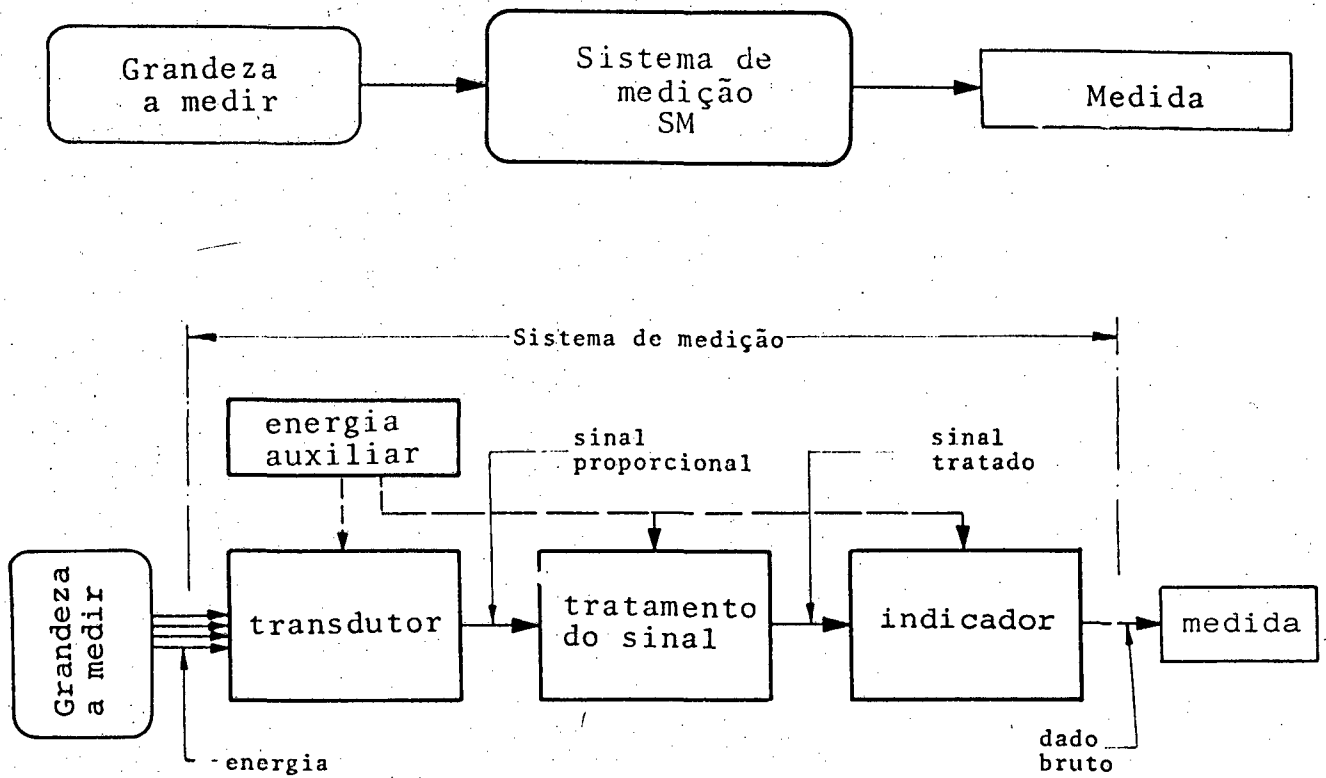 Grandeza
a medir
Sistema de
medição
SM
Medida
Sistema de medição
energia
auxiliar
sinal
proporcional
sinal
tratado
Grandeza
a medir
transdutor
tratamento
do sinal
indicador
medida
energia
dado
bruto